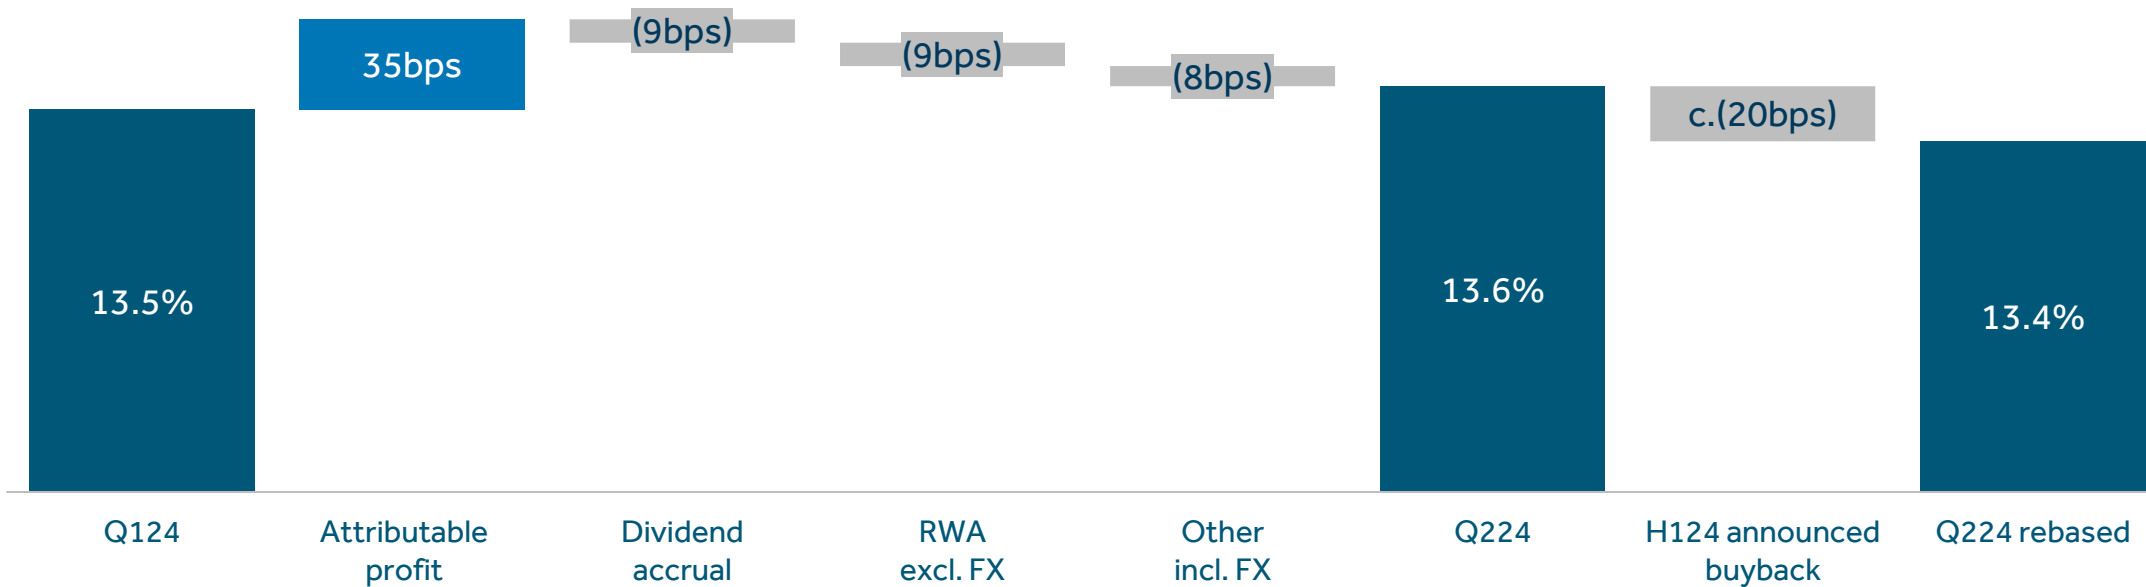 35bps
(9bps)
(9bps)
(8bps)
c.(20bps)
13.5%
13.6%
13.4%
Q124
Attributable
profit
Dividend
accrual
RWA
excl. FX
Other
incl. FX
Q224
H124 announced
buyback
Q224 rebased